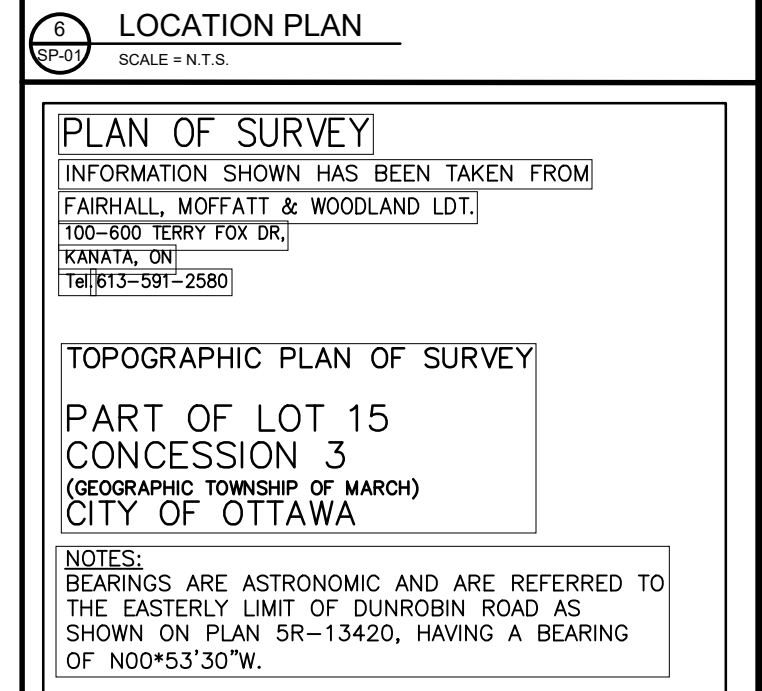 6
SP-01
LOCATION PLAN
SCALE = N.T.S.
PLAN OF SURVEY
INFORMATION SHOWN HAS BEEN TAKEN FROM
FAIRHALL, MOFFATT & WOODLAND LDT.
100-600 TERRY FOX DR,
KANATA, ON
Tel.613-591-2580
TOPOGRAPHIC PLAN OF SURVEY
PART OF LOT 15
CONCESSION 3
(GEOGRAPHIC TOWNSHIP OF MARCH)
CITY OF OTTAWA
NOTES:
BEARINGS ARE ASTRONOMIC AND ARE REFERRED TO
THE EASTERLY LIMIT OF DUNROBIN ROAD AS
SHOWN ON PLAN 5R-13420, HAVING A BEARING
OF N00*53'30"W.